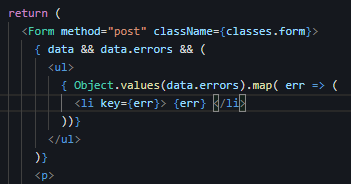 return (
<Form method="post" className={classes.form}>
{ data && data.errors && (
<ul>
{ Object.values(data.errors).map( err => (
<li key={err}> {err} </li>
))}
</ul>
)}
<p>